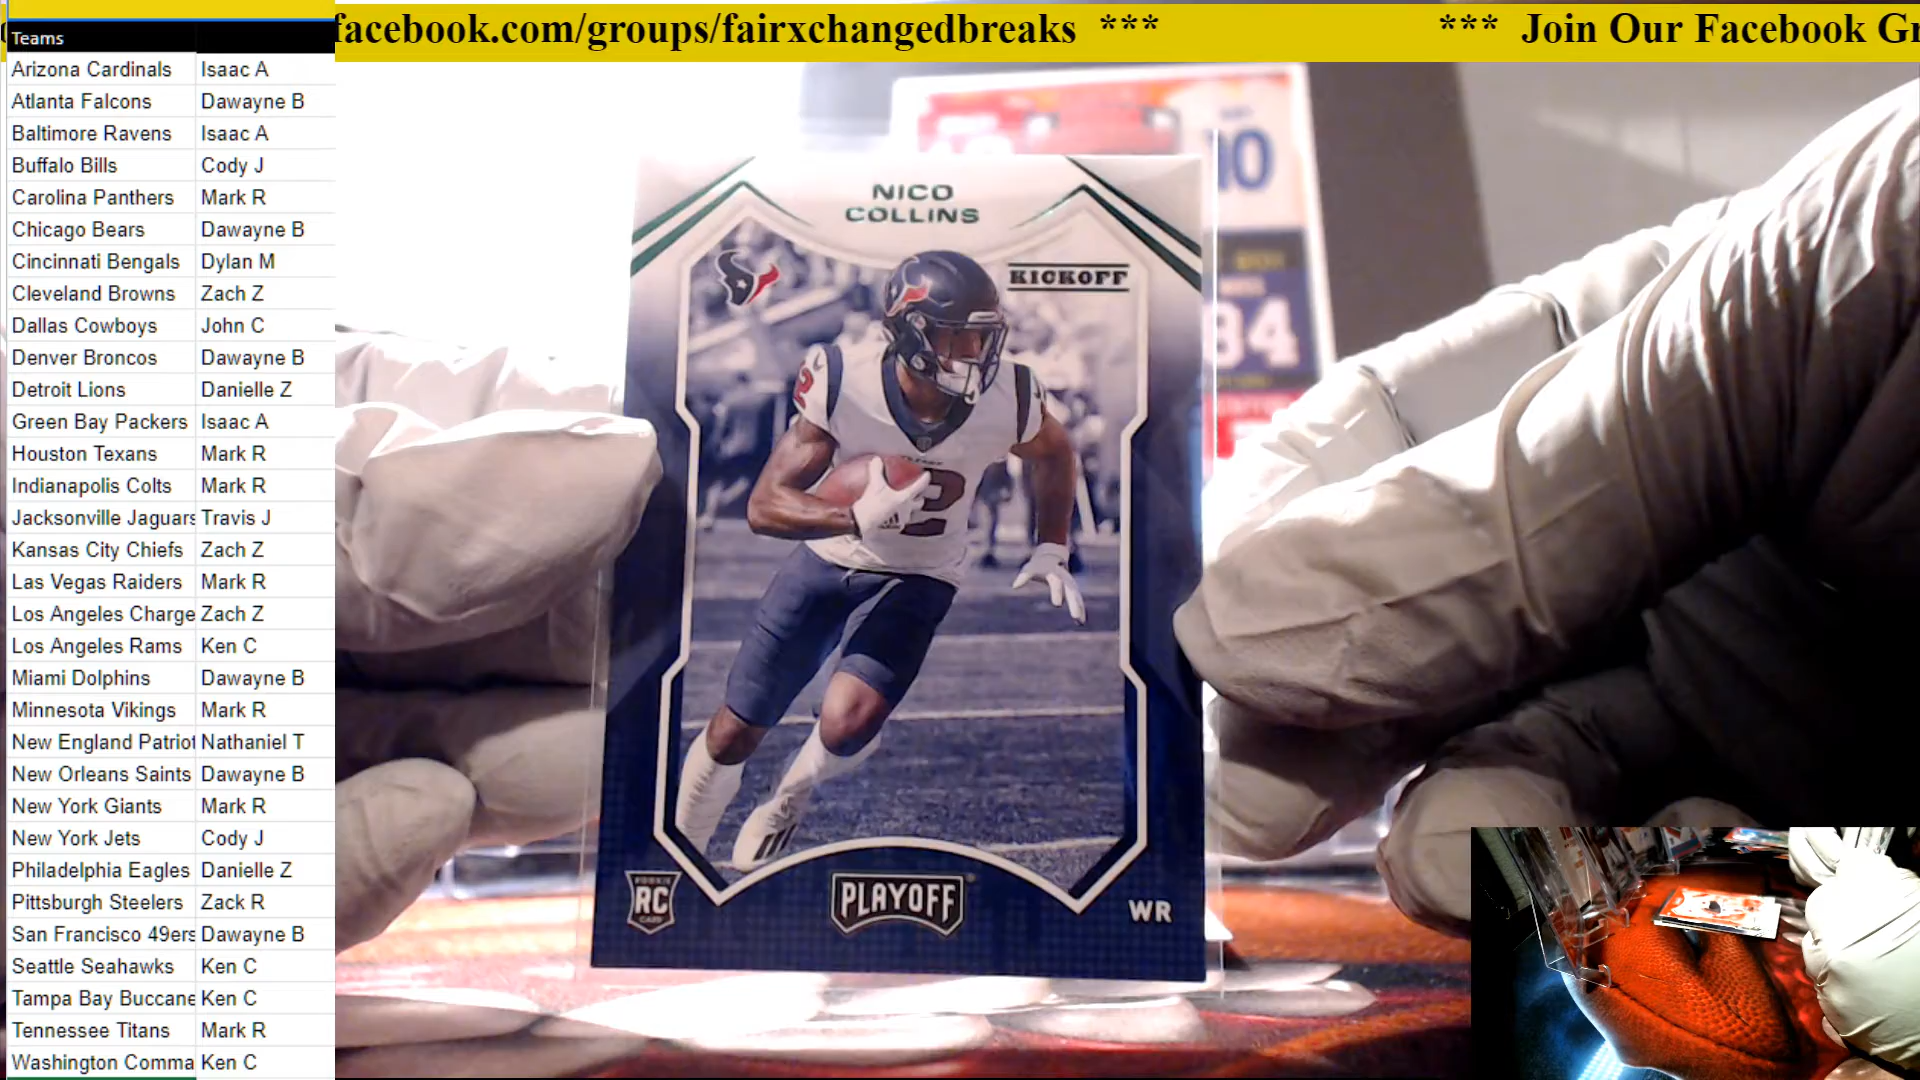 facebook.com/groups/fairxchangedbreaks *** *** Join Our Facebook Gr
Teams
Arizona Cardinals Isaac A
Atlanta Falcons Dawayne B
Baltimore Ravens Isaac A
Buffalo Bills Cody J
Carolina Panthers Mark R
Chicago Bears Dawayne B
Cincinnati Bengals Dylan M
Cleveland Browns Zach Z
Dallas Cowboys John C
Denver Broncos Dawayne B
Detroit Lions Danielle Z
Green Bay Packers Isaac A
Houston Texans Mark R
Indianapolis Colts Mark R
Jacksonville Jaguars Travis J
Kansas City Chiefs Zach Z
Las Vegas Raiders Mark R
Los Angeles Charge Zach Z
Los Angeles Rams Ken C
Miami Dolphins Dawayne B
Minnesota Vikings Mark R
New England Patriot Nathaniel T
New Orleans Saints Dawayne B
New York Giants Mark R
New York Jets Cody J
Philadelphia Eagles Danielle Z
Pittsburgh Steelers Zack R
San Francisco 49ers Dawayne B
Seattle Seahawks Ken C
Tampa Bay Buccane Ken C
Tennessee Titans Mark R
Washington Comma Ken C
NICO
COLLINS
KICKOFF
2
2
ROOKIE
RC
CARD
PLAYOFF
WR
10
84